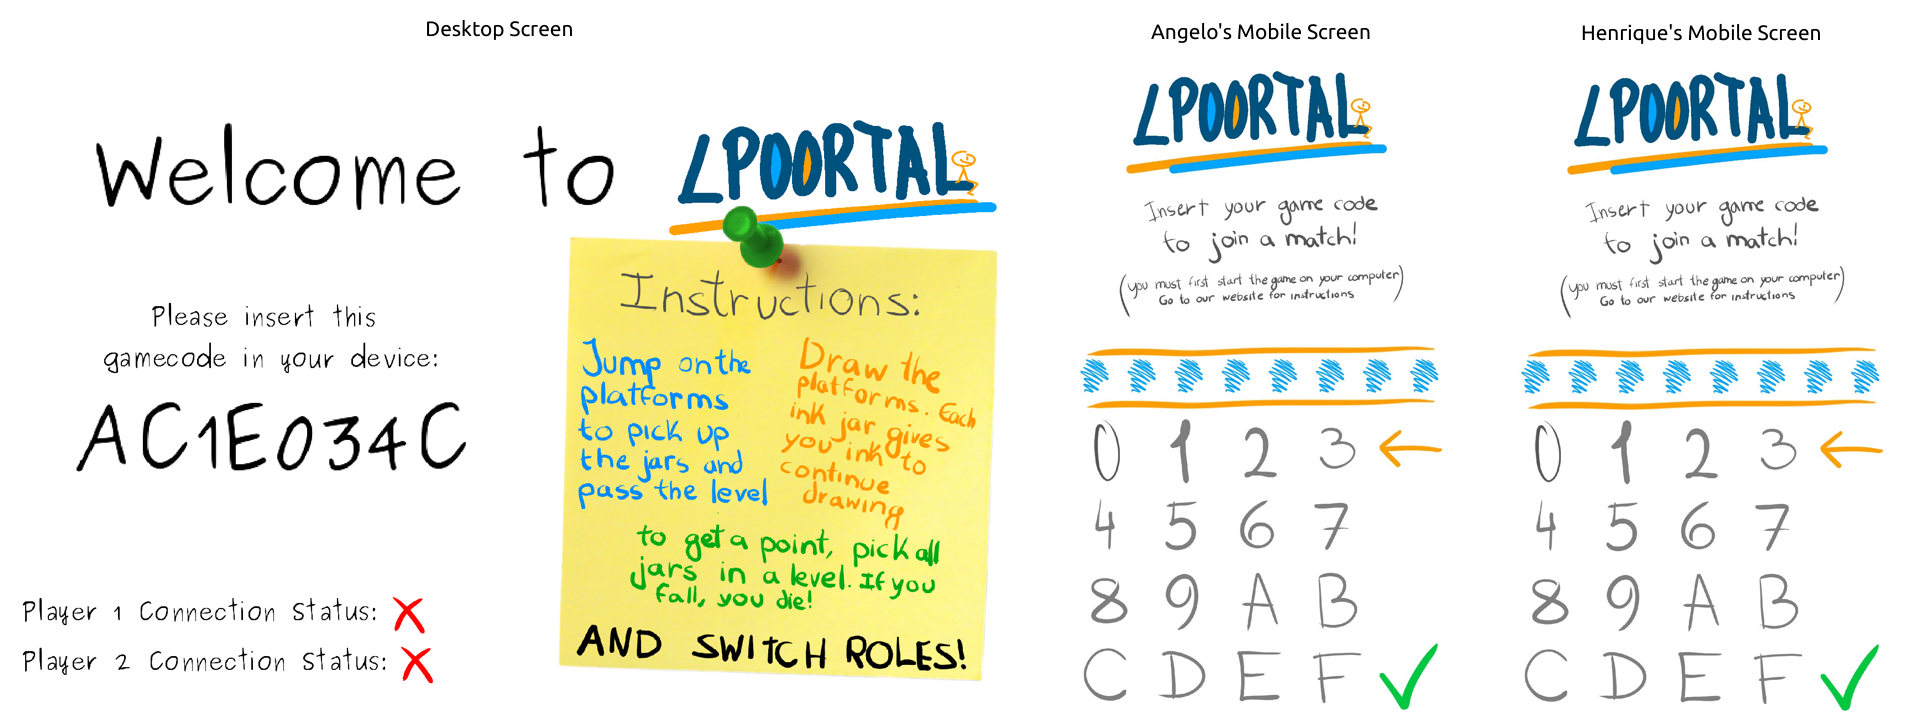 Desktop Screen
Welcome to LPOORTAL
Please insert this
gamecode in your device:
AC1E034C
Player 1 Connection Status:
Player 2 Connection Status:
Instructions:
Jump on the
platforms
to pick up
the jars and
pass the level
Draw the
platforms. Each
ink jar gives
you ink to
continue
drawing
to get a point, pick all
jars in a level. If you
fall, you die!
AND SWITCH ROLES!
Angelo's Mobile Screen
LPOORTAL
Insert your game code
to join a match!
(you must first start the game on your computer)
Go to our website for instructions
0 1 2 3
4 5 6 7
8 9 A B
C D E F
Henrique's Mobile Screen
LPOORTAL
Insert your game code
to join a match!
(you must first start the game on your computer)
Go to our website for instructions
0 1 2 3
4 5 6 7
8 9 A B
C D E F